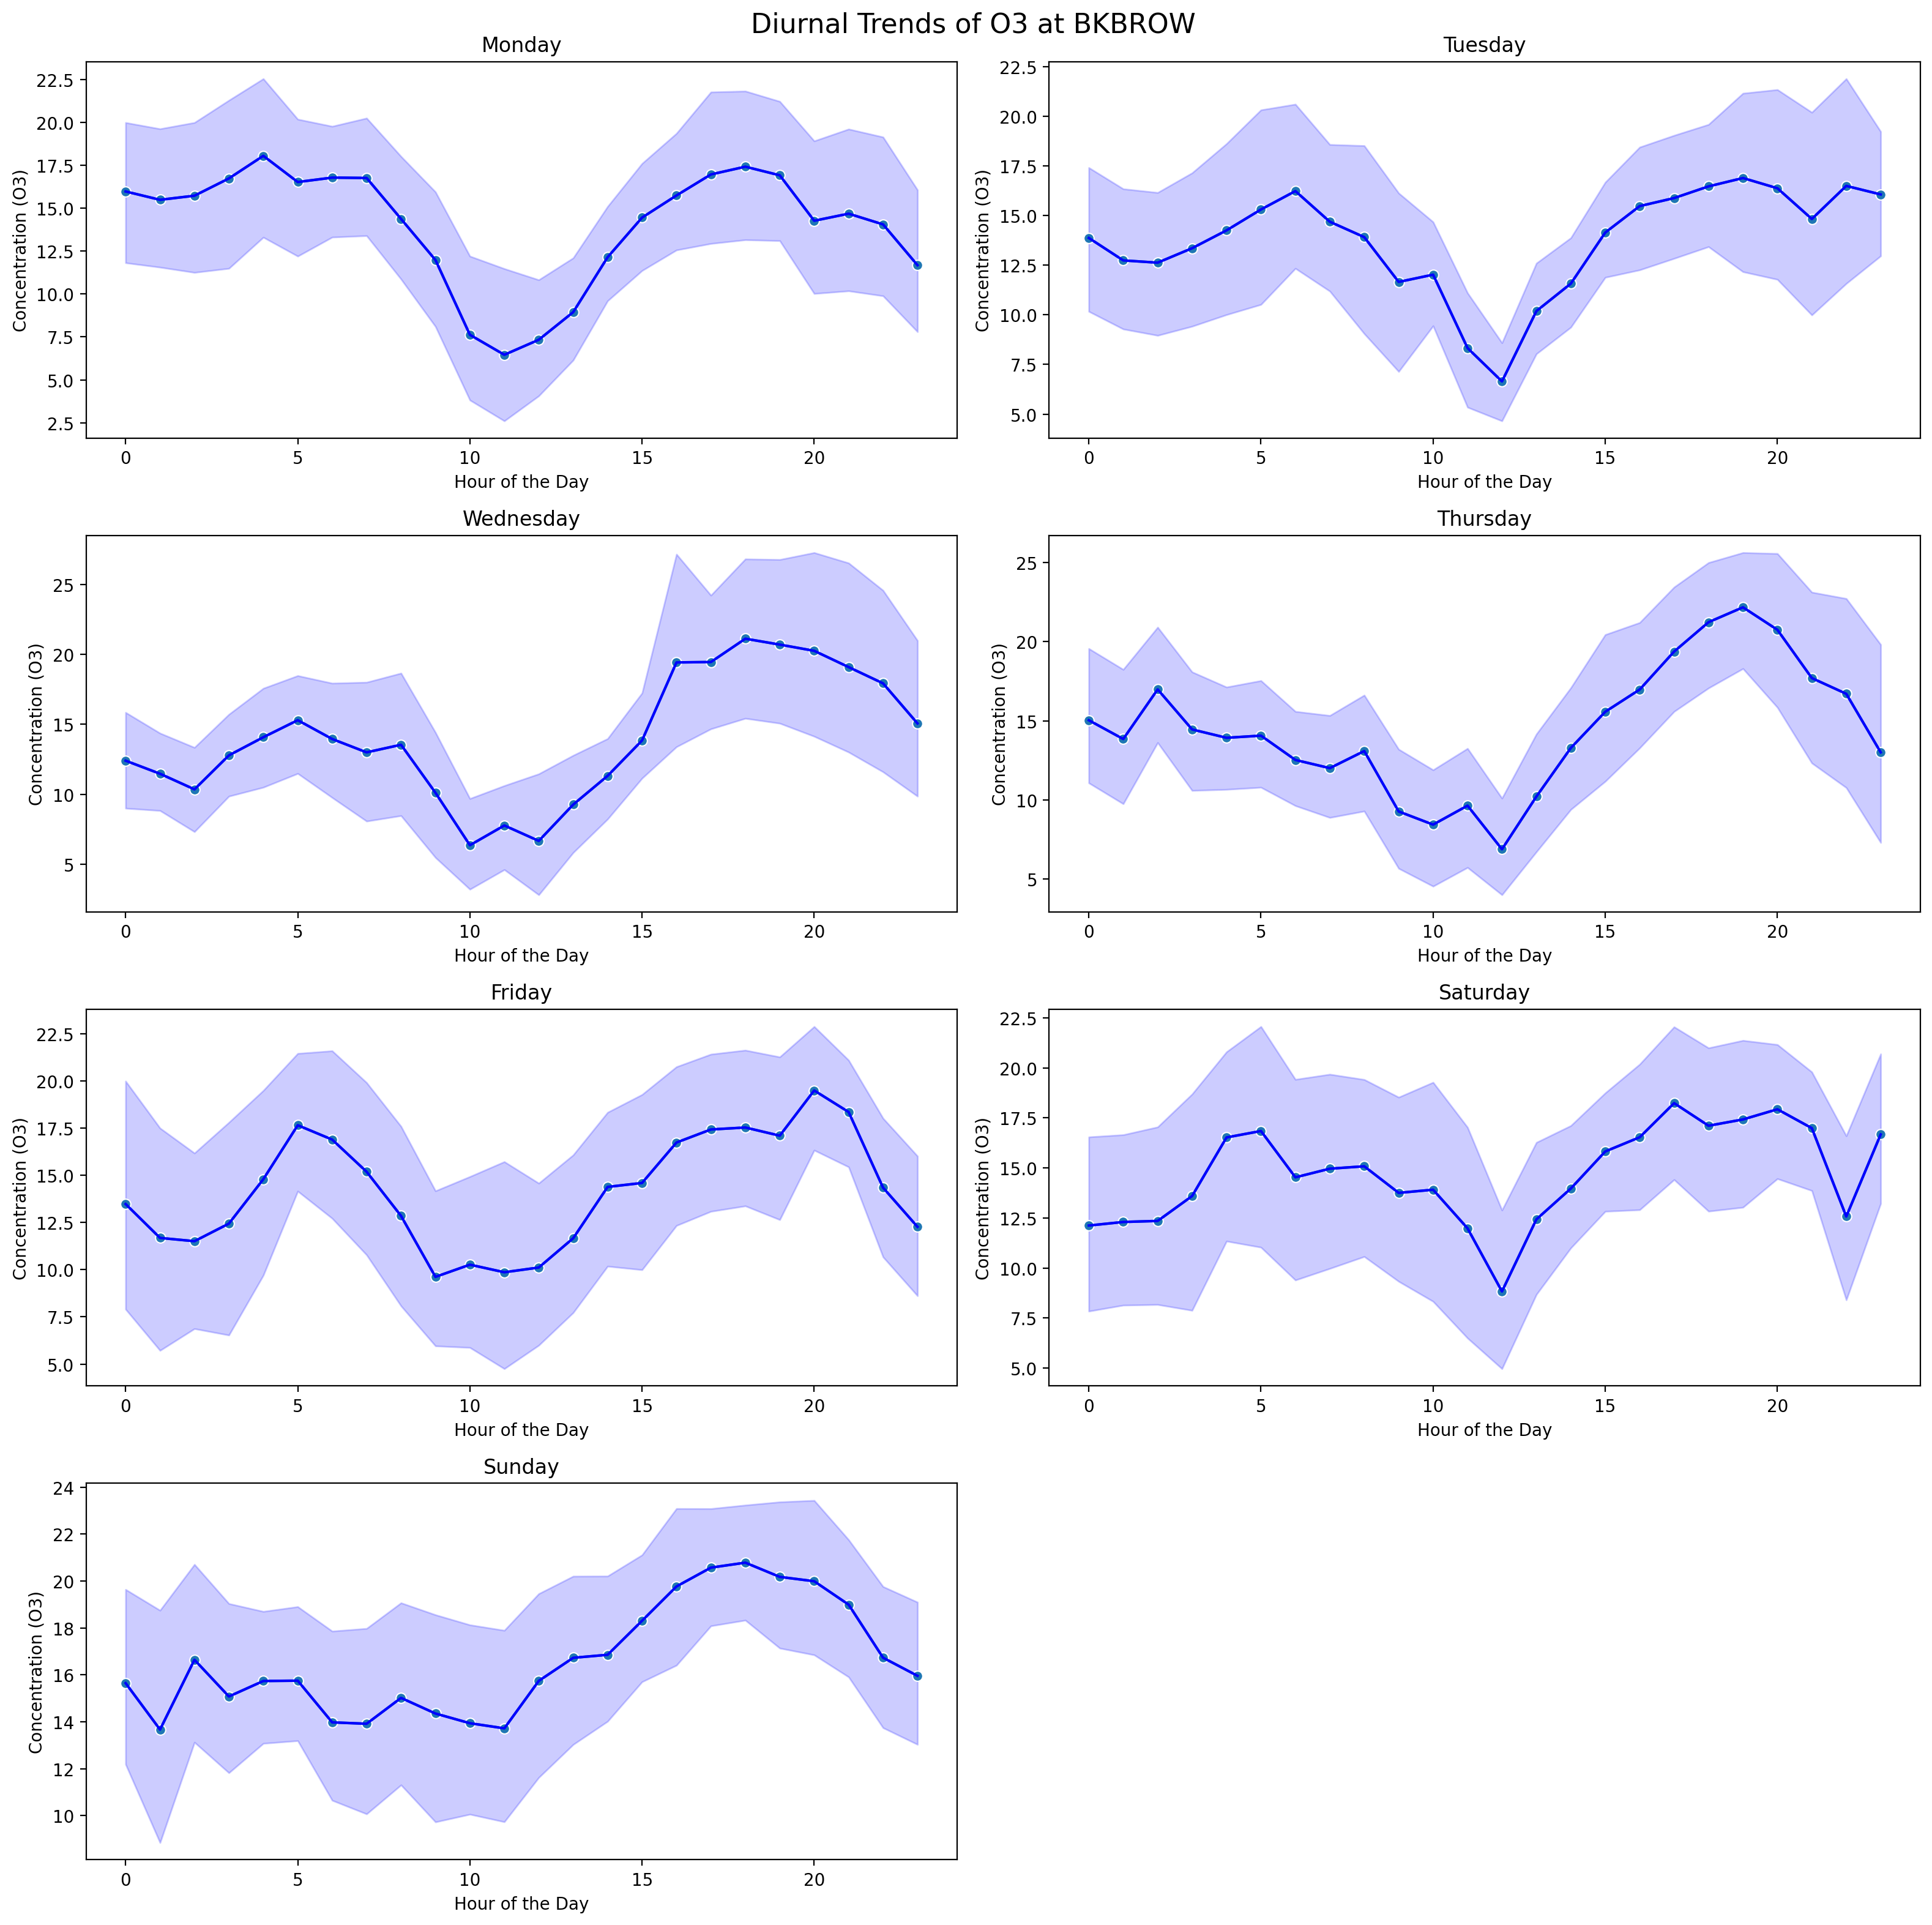 Diurnal Trends of O3 at BKBROW
Monday
Concentration (O3)
22.5
20.0
17.5
15.0
12.5
10.0
7.5
5.0
2.5
0 5 10 15 20
Hour of the Day
Tuesday
Concentration (O3)
22.5
20.0
17.5
15.0
12.5
10.0
7.5
5.0
0 5 10 15 20
Hour of the Day
Wednesday
Concentration (O3)
25
20
15
10
5
0 5 10 15 20
Hour of the Day
Thursday
Concentration (O3)
25
20
15
10
5
0 5 10 15 20
Hour of the Day
Friday
Concentration (O3)
22.5
20.0
17.5
15.0
12.5
10.0
7.5
5.0
0 5 10 15 20
Hour of the Day
Saturday
Concentration (O3)
22.5
20.0
17.5
15.0
12.5
10.0
7.5
5.0
0 5 10 15 20
Hour of the Day
Sunday
Concentration (O3)
24
22
20
18
16
14
12
10
0 5 10 15 20
Hour of the Day